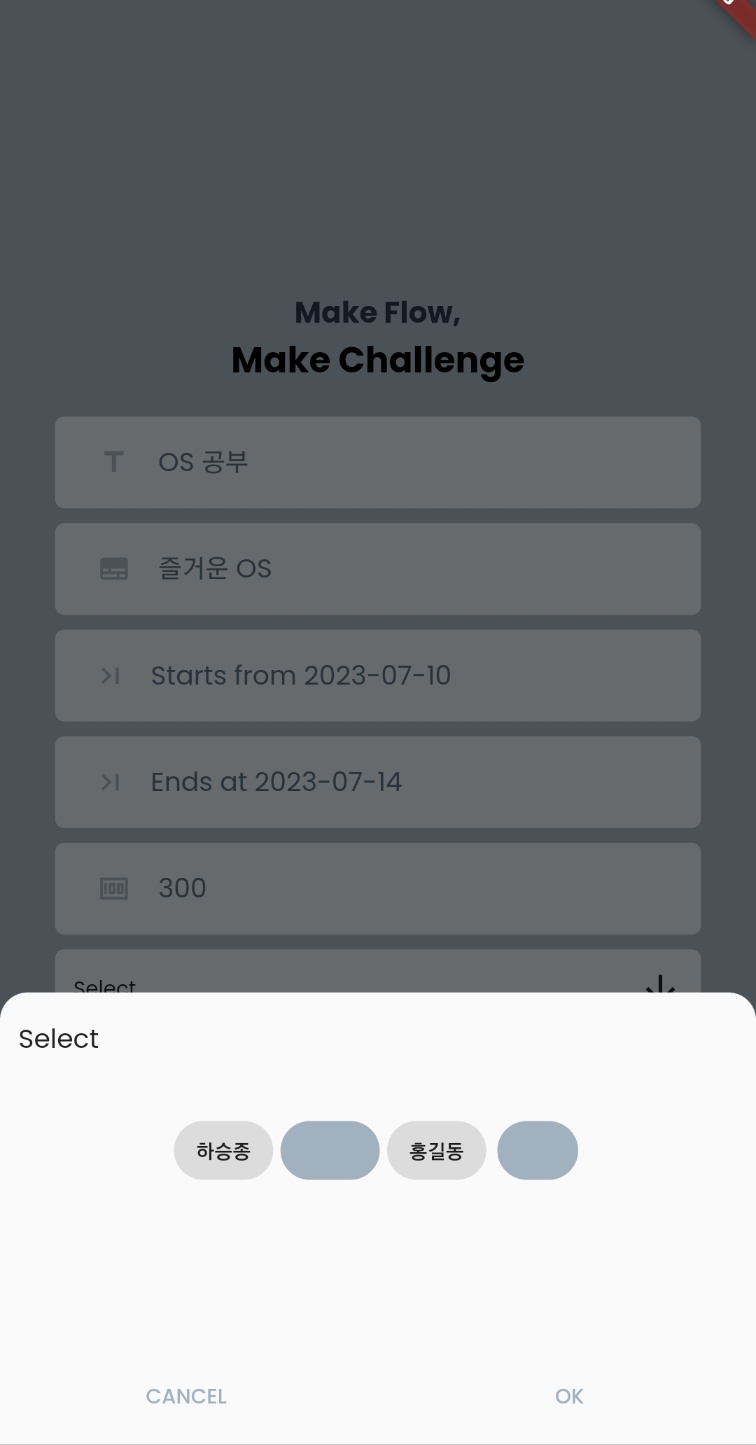 Make Flow,
Make Challenge
OS 공부
즐거운 OS
Starts from 2023-07-10
Ends at 2023-07-14
100
300
Select
Select
하승종 홍길동
CANCEL OK